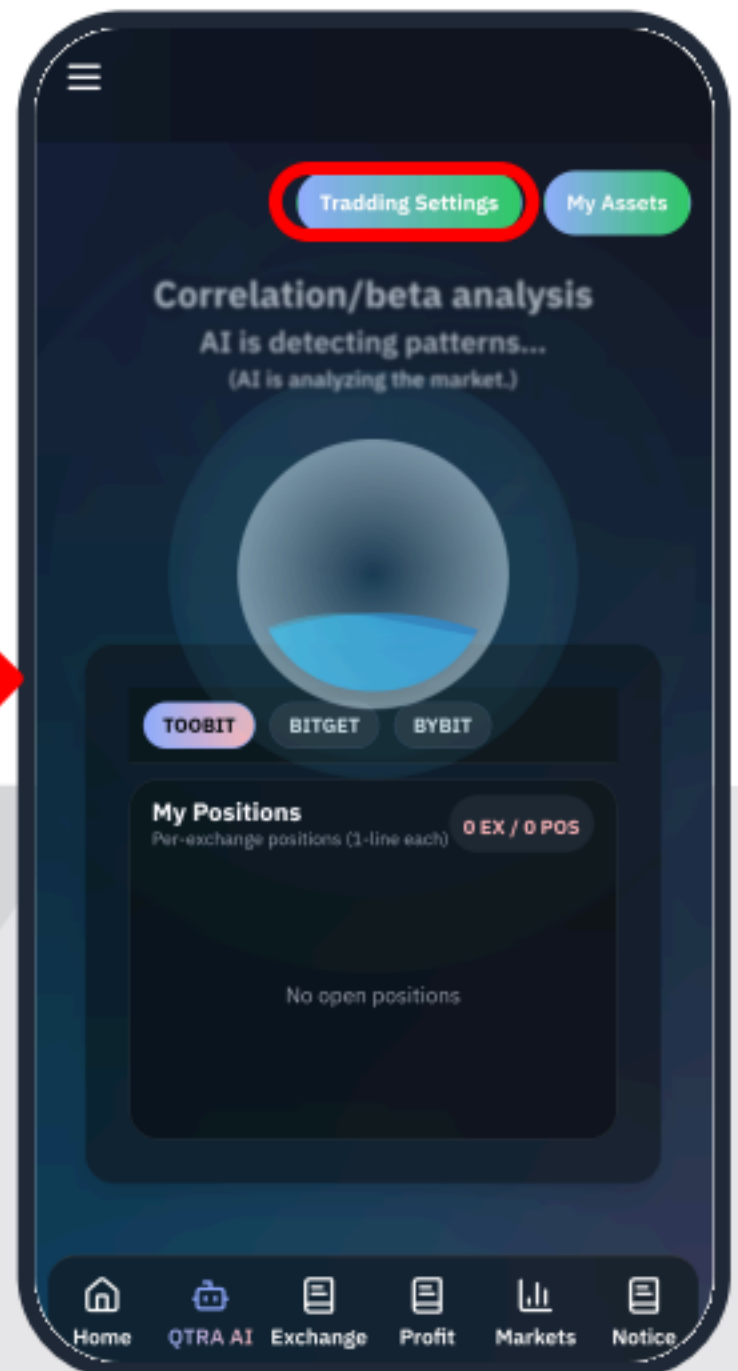 Tradding Settings
My Assets
Correlation/beta analysis
AI is detecting patterns...
(AI is analyzing the market.)
TOOBIT
BITGET
BYBIT
My Positions
Per-exchange positions (1-line each)
0 EX / 0 POS
No open positions
Home
QTRA AI
Exchange
Profit
Markets
Notice